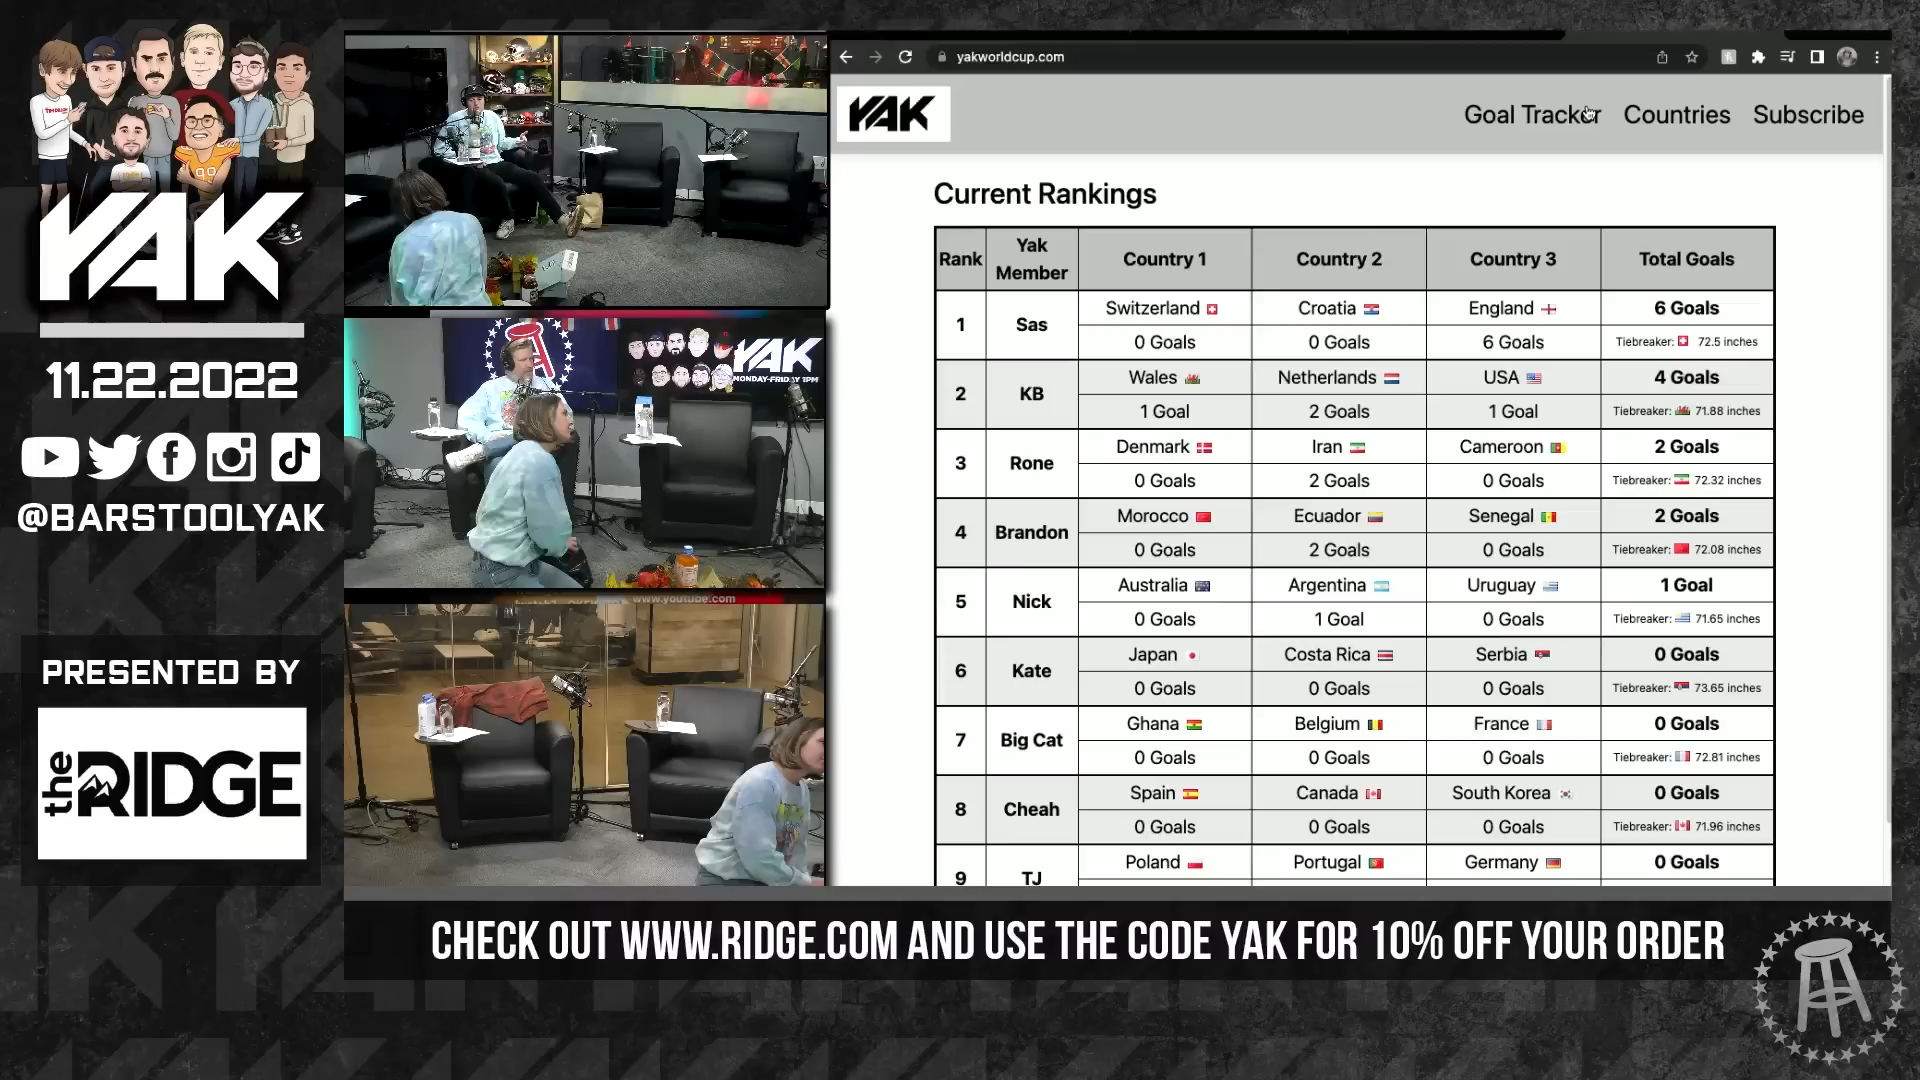 YAK
11.22.2022
@BARSTOOLYAK
PRESENTED BY
the RIDGE
YAK
MONDAY-FRIDAY 1PM
www.youtube.com
yakworldcup.com
YAK
Goal Tracker Countries Subscribe
Current Rankings
Rank Yak Member Country 1 Country 2 Country 3 Total Goals
1 Sas Switzerland Croatia England 6 Goals
0 Goals 0 Goals 6 Goals Tiebreaker: 72.5 inches
2 KB Wales Netherlands USA 4 Goals
1 Goal 2 Goals 1 Goal Tiebreaker: 71.88 inches
3 Rone Denmark Iran Cameroon 2 Goals
0 Goals 2 Goals 0 Goals Tiebreaker: 72.32 inches
4 Brandon Morocco Ecuador Senegal 2 Goals
0 Goals 2 Goals 0 Goals Tiebreaker: 72.08 inches
5 Nick Australia Argentina Uruguay 1 Goal
0 Goals 1 Goal 0 Goals Tiebreaker: 71.65 inches
6 Kate Japan Costa Rica Serbia 0 Goals
0 Goals 0 Goals 0 Goals Tiebreaker: 73.65 inches
7 Big Cat Ghana Belgium France 0 Goals
0 Goals 0 Goals 0 Goals Tiebreaker: 72.81 inches
8 Cheah Spain Canada South Korea 0 Goals
0 Goals 0 Goals 0 Goals Tiebreaker: 71.96 inches
9 TJ Poland Portugal Germany 0 Goals
CHECK OUT WWW.RIDGE.COM AND USE THE CODE YAK FOR 10% OFF YOUR ORDER